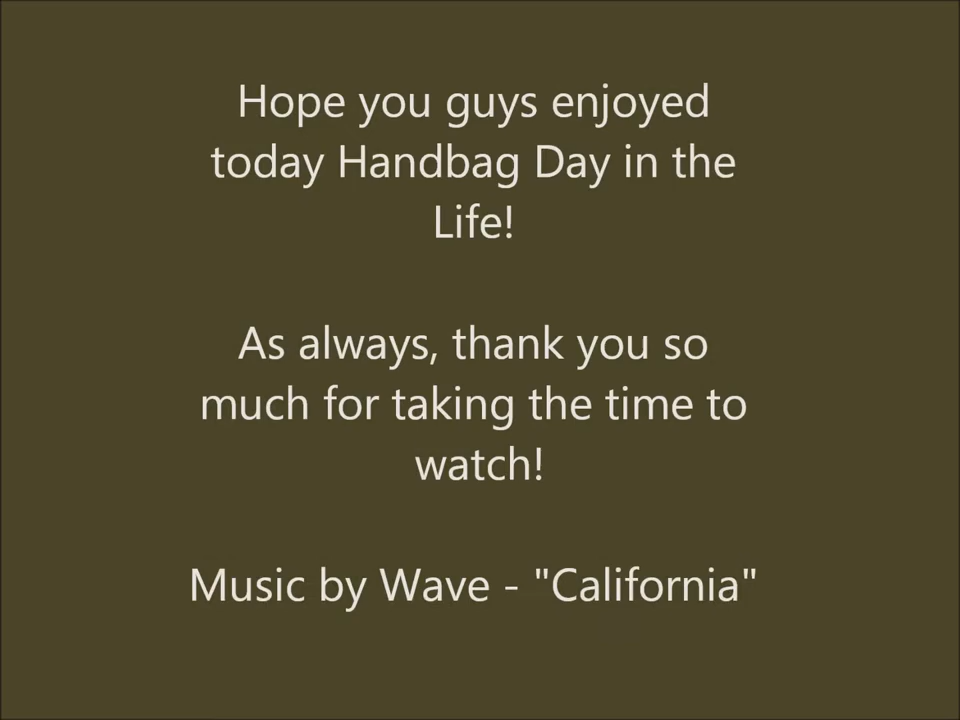 Hope you guys enjoyed
today Handbag Day in the
Life!
As always, thank you so
much for taking the time to
watch!
Music by Wave - "California"